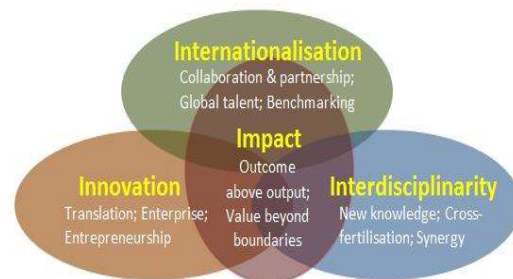 Internationalisation
Collaboration & partnership;
Global talent; Benchmarking
Impact
Outcome
above output;
Value beyond
boundaries
Innovation
Translation; Enterprise;
Entrepreneurship
Interdisciplinarity
New knowledge; Cross-
fertilisation; Synergy